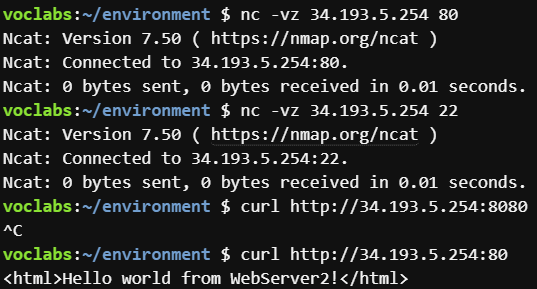 voclabs:~/environment $ nc -vz 34.193.5.254 80
Ncat: Version 7.50 ( https://nmap.org/ncat )
Ncat: Connected to 34.193.5.254:80.
Ncat: 0 bytes sent, 0 bytes received in 0.01 seconds.
voclabs:~/environment $ nc -vz 34.193.5.254 22
Ncat: Version 7.50 ( https://nmap.org/ncat )
Ncat: Connected to 34.193.5.254:22.
Ncat: 0 bytes sent, 0 bytes received in 0.01 seconds.
voclabs:~/environment $ curl http://34.193.5.254:8080
^C
voclabs:~/environment $ curl http://34.193.5.254:80
<html>Hello world from WebServer2!</html>